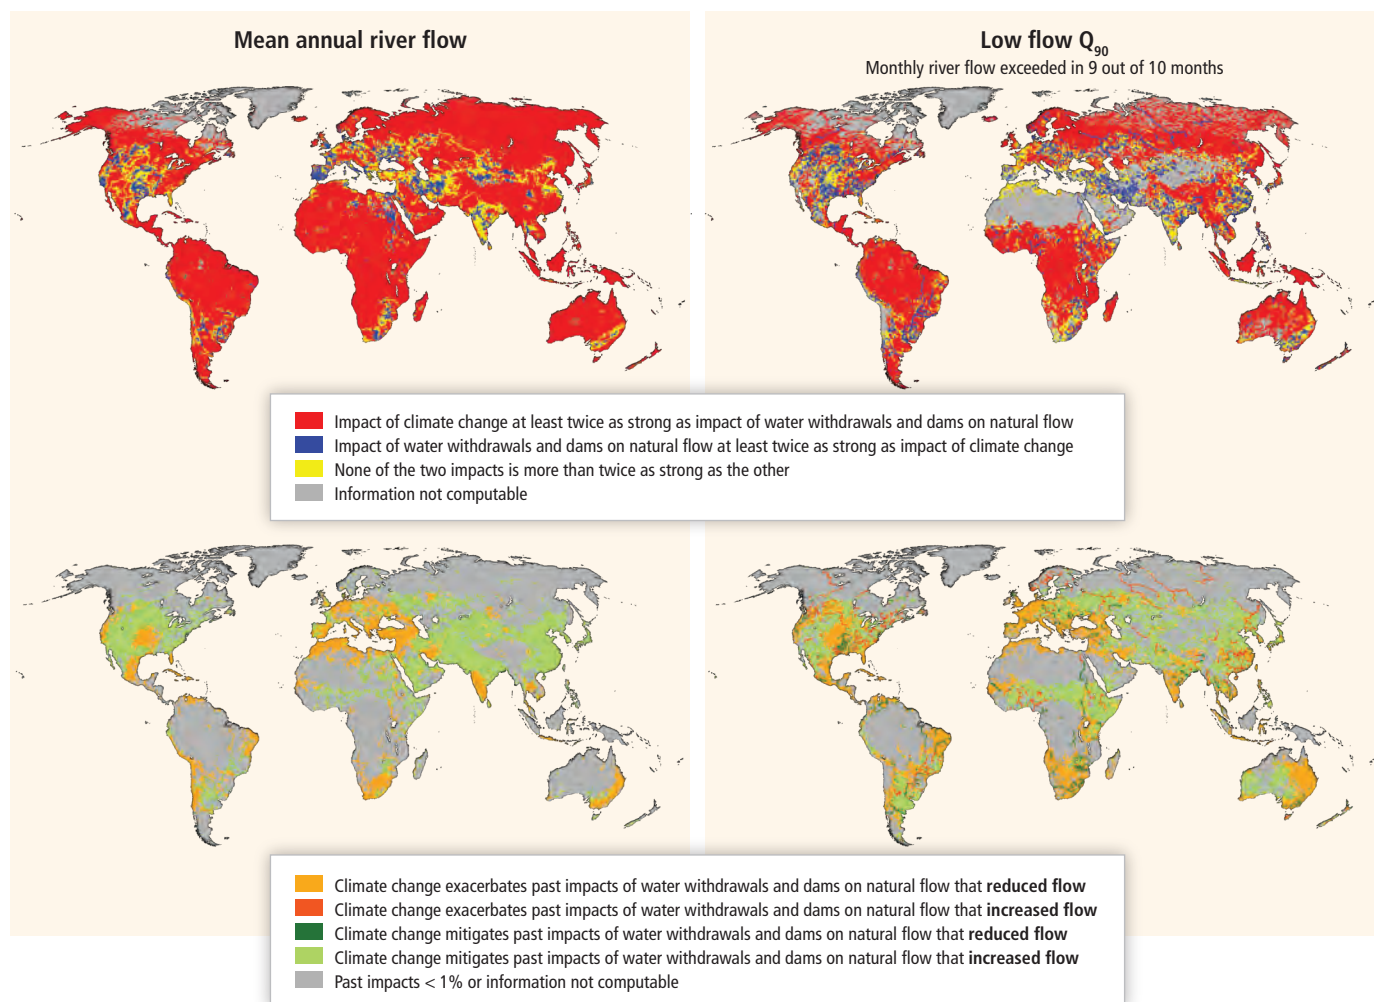 Mean annual river flow
Low flow Q90
Monthly river flow exceeded in 9 out of 10 months
Impact of climate change at least twice as strong as impact of water withdrawals and dams on natural flow
Impact of water withdrawals and dams on natural flow at least twice as strong as impact of climate change
None of the two impacts is more than twice as strong as the other
Information not computable
Climate change exacerbates past impacts of water withdrawals and dams on natural flow that reduced flow
Climate change exacerbates past impacts of water withdrawals and dams on natural flow that increased flow
Climate change mitigates past impacts of water withdrawals and dams on natural flow that reduced flow
Climate change mitigates past impacts of water withdrawals and dams on natural flow that increased flow
Past impacts < 1% or information not computable